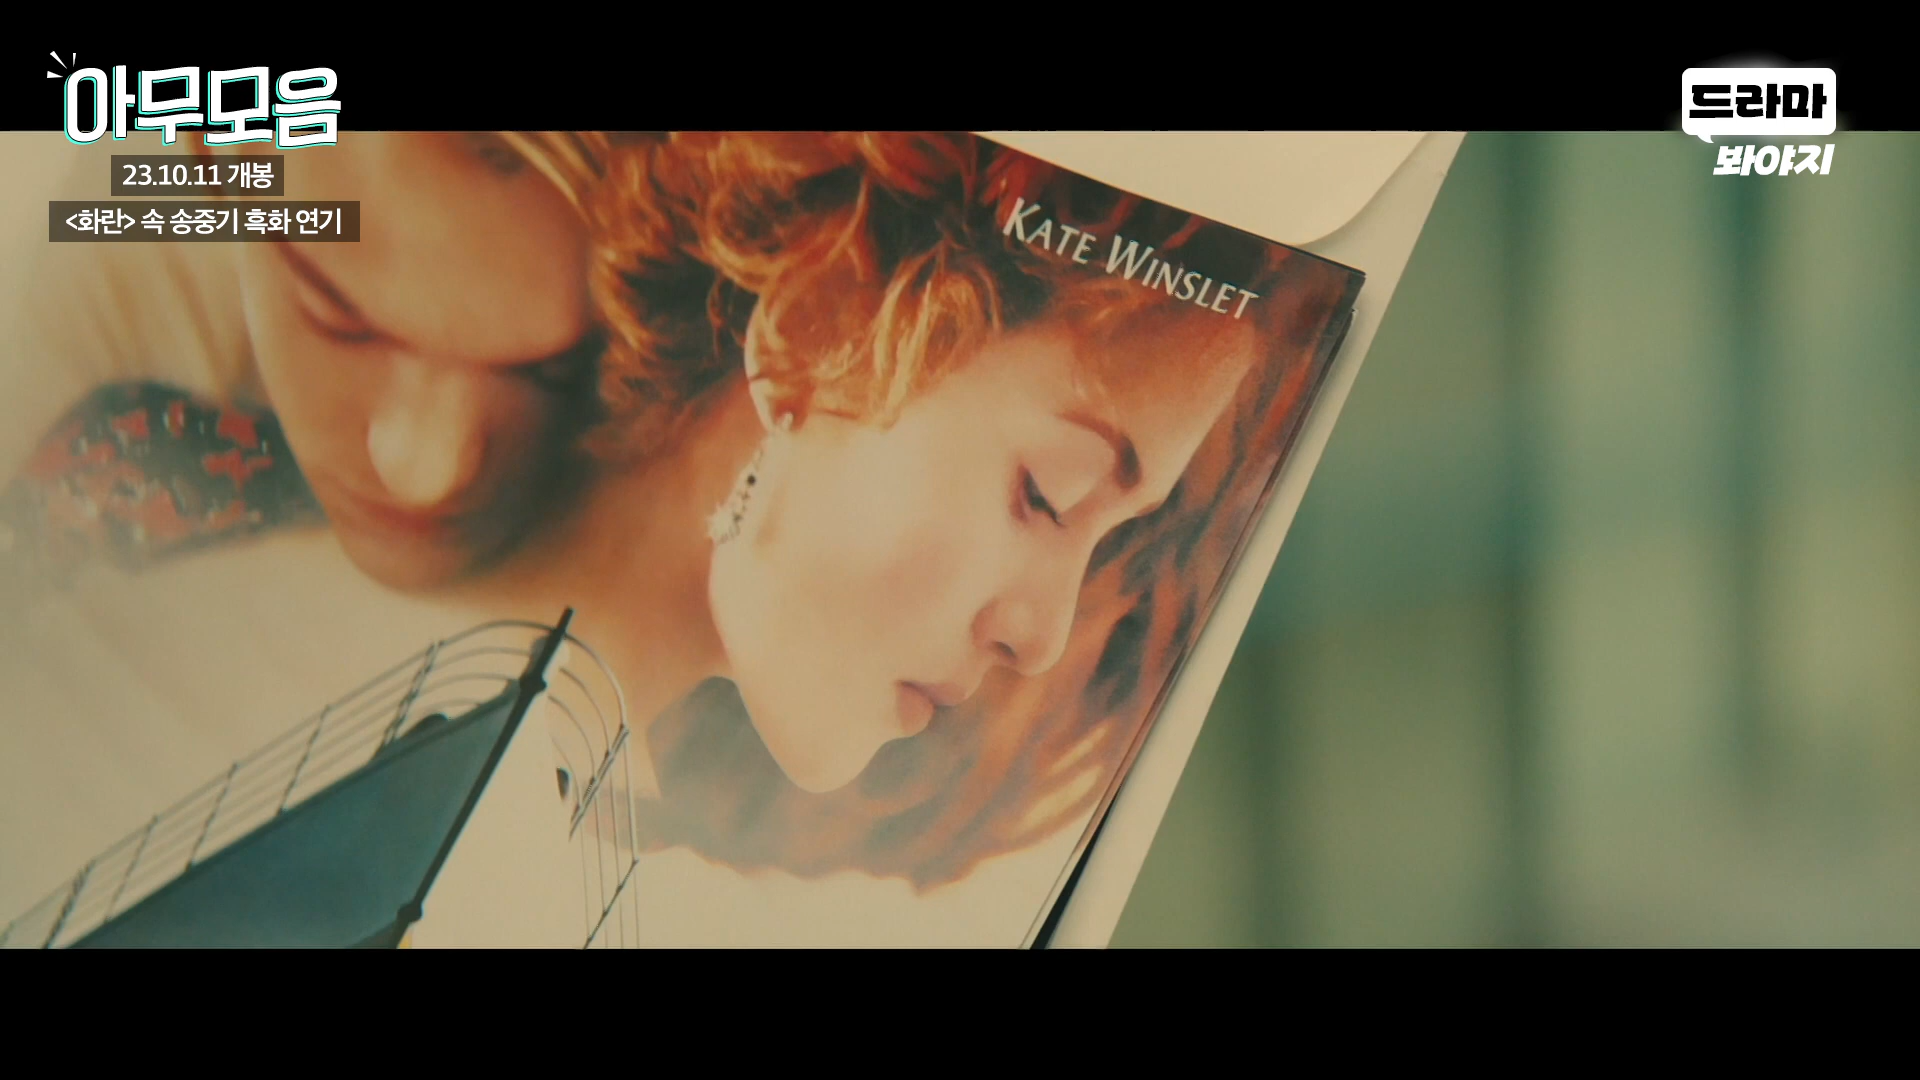 아무모음
23.10.11 개봉
<화란> 속 송중기 흑화 연기
드라마
봐야지
KATE WINSLET